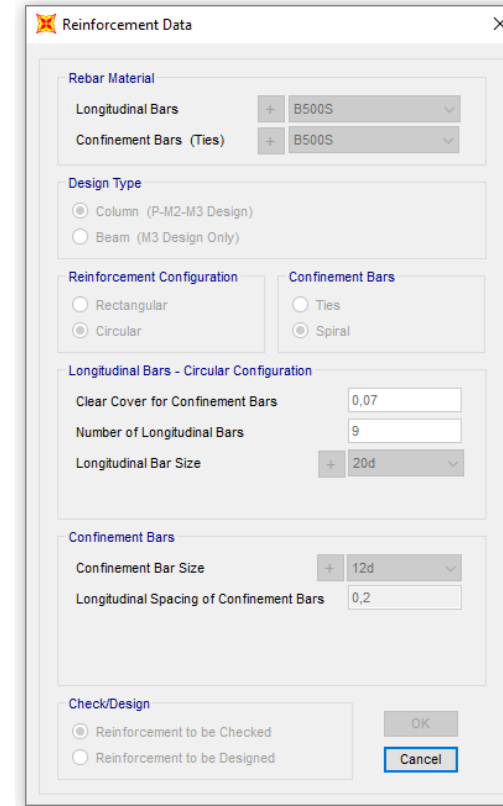 Reinforcement Data
Rebar Material
Longitudinal Bars + B500S
Confinement Bars (Ties) + B500S
Design Type
Column (P-M2-M3 Design)
Beam (M3 Design Only)
Reinforcement Configuration
Rectangular
Circular
Confinement Bars
Ties
Spiral
Longitudinal Bars - Circular Configuration
Clear Cover for Confinement Bars 0,07
Number of Longitudinal Bars 9
Longitudinal Bar Size + 20d
Confinement Bars
Confinement Bar Size + 12d
Longitudinal Spacing of Confinement Bars 0,2
Check/Design
Reinforcement to be Checked
Reinforcement to be Designed
OK
Cancel